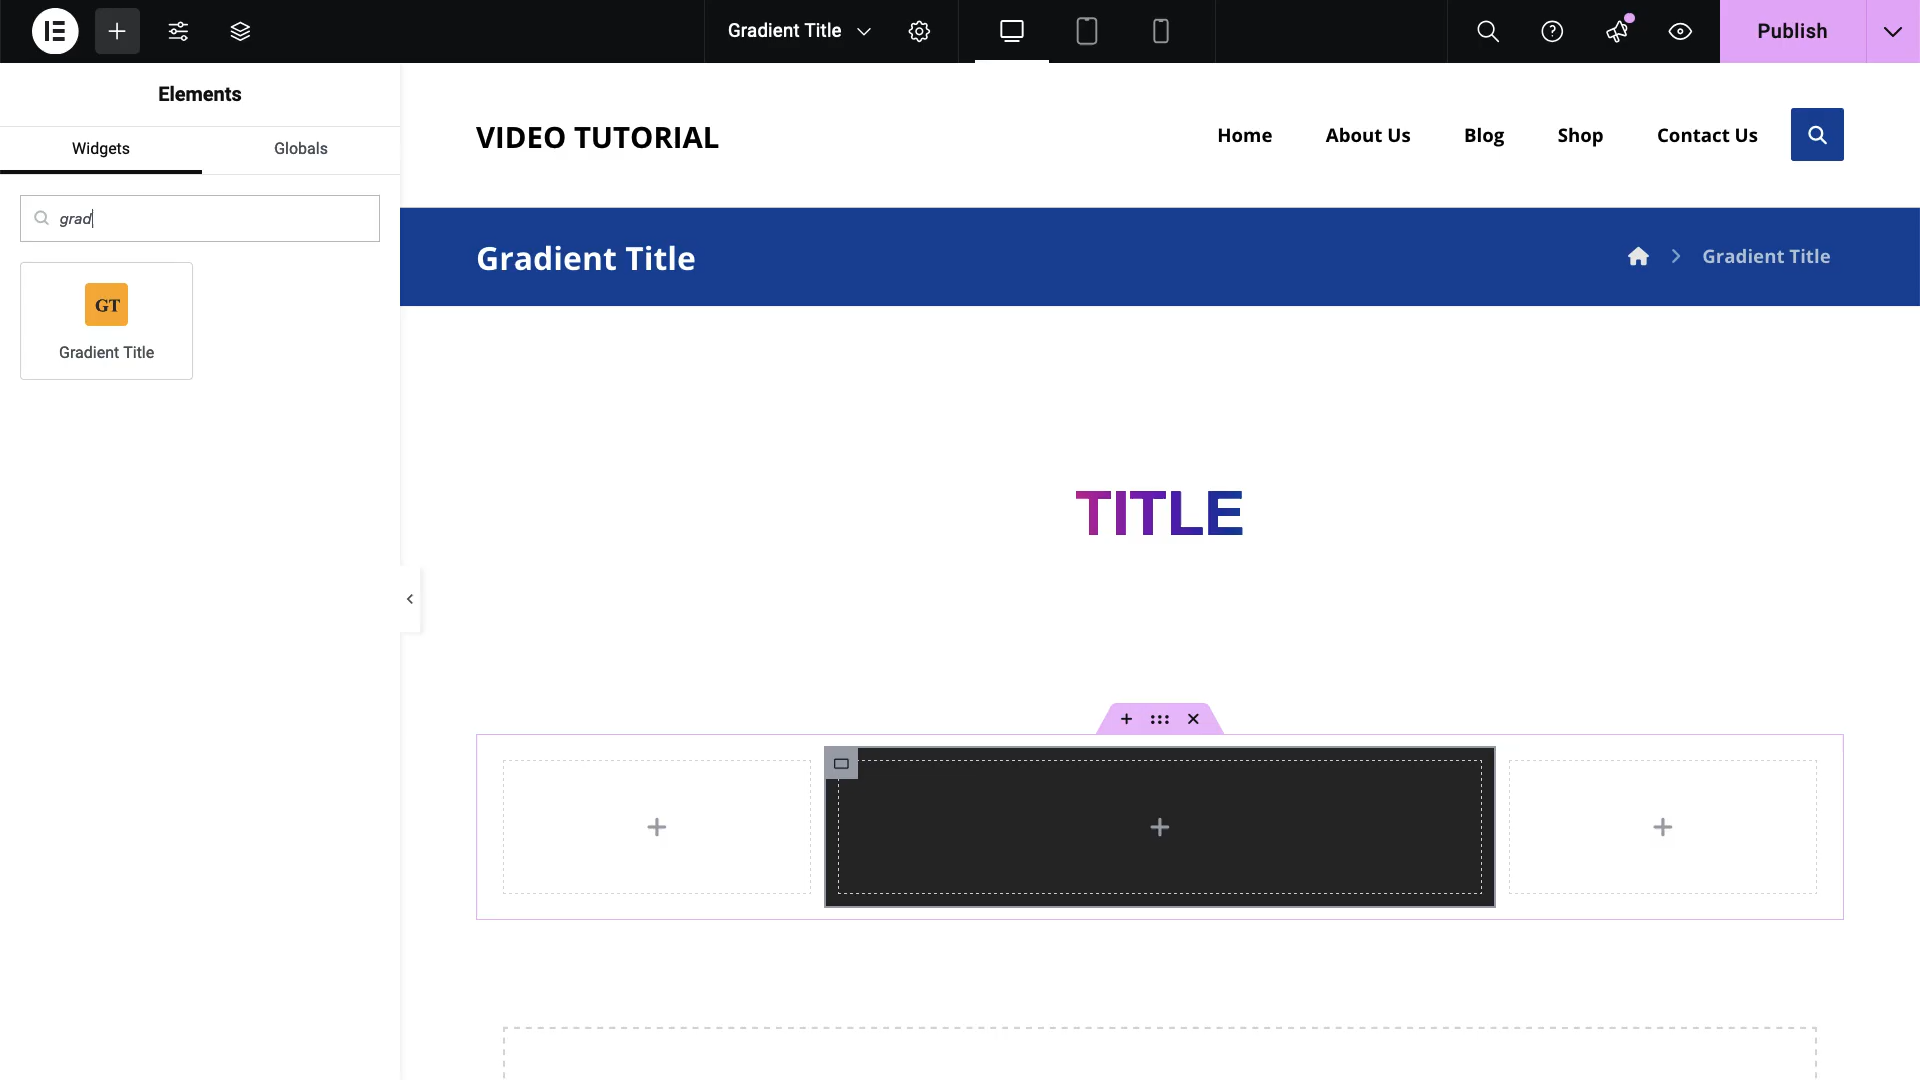 Gradient Title
Publish
Elements
Widgets
Globals
grad
GT
Gradient Title
VIDEO TUTORIAL
Home
About Us
Blog
Shop
Contact Us
Gradient Title
Gradient Title
TITLE